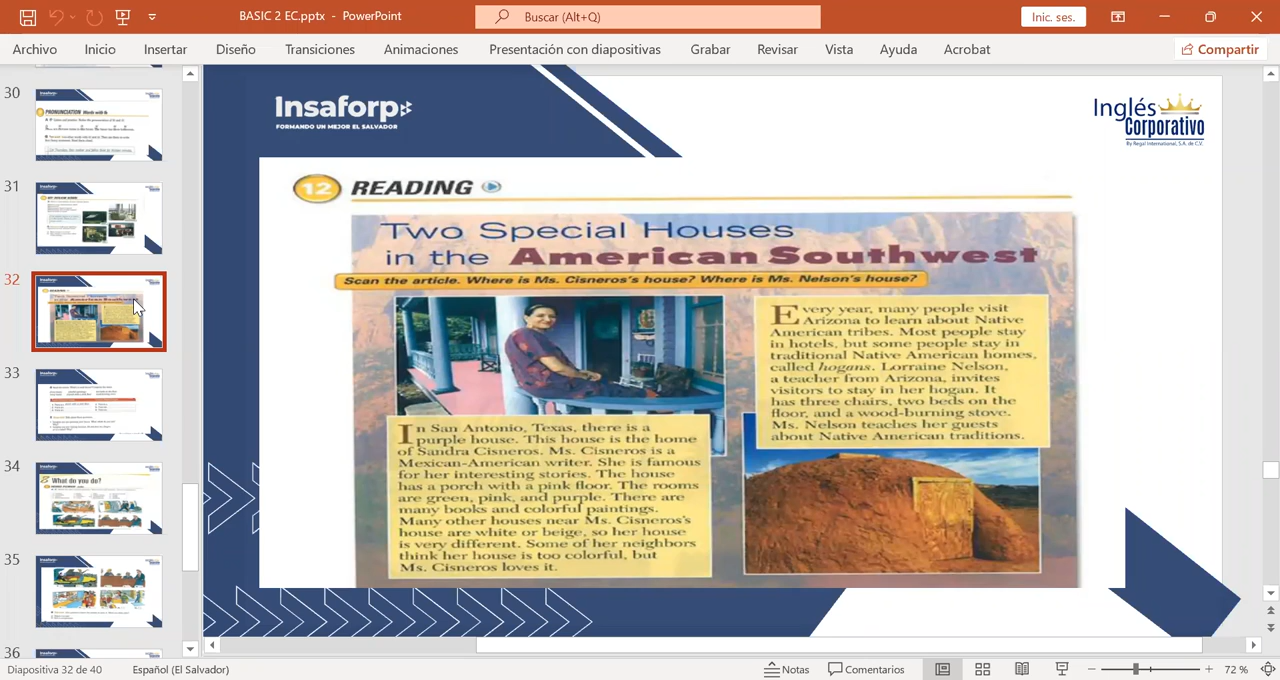 BASIC 2 EC.pptx - PowerPoint
Buscar (Alt+Q)
Inic. ses.
Archivo Inicio Insertar Diseño Transiciones Animaciones Presentación con diapositivas Grabar Revisar Vista Ayuda Acrobat
Compartir
30
31
32
33
34
What do you do?
35
36
Insaforp
FORMANDO UN MEJOR EL SALVADOR
Inglés
Corporativo
By Regal International, S.A. de C.V.
12 READING
Two Special Houses
in the American Southwest
Scan the article. Where is Ms. Cisneros's house? Where is Ms. Nelson's house?
In San Antonio, Texas, there is a
purple house. This house is the home
of Sandra Cisneros. Ms. Cisneros is a
Mexican-American writer. She is famous
for her interesting stories. The house
has a porch with a pink floor. The rooms
are green, pink, and purple. There are
many books and colorful paintings.
Many other houses near Ms. Cisneros's
house are white or beige, so her house
is very different. Some of her neighbors
think her house is too colorful, but
Ms. Cisneros loves it.
Every year, many people visit
Arizona to learn about Native
American tribes. Most people stay
in hotels, but some people stay in
traditional Native American homes,
called hogans. Lorraine Nelson,
a teacher from Arizona, invites
visitors to stay in her hogan. It
has three chairs, two beds on the
floor, and a wood-burning stove.
Ms. Nelson teaches her guests
about Native American traditions.
Diapositiva 32 de 40
Español (El Salvador)
Notas
Comentarios
72 %